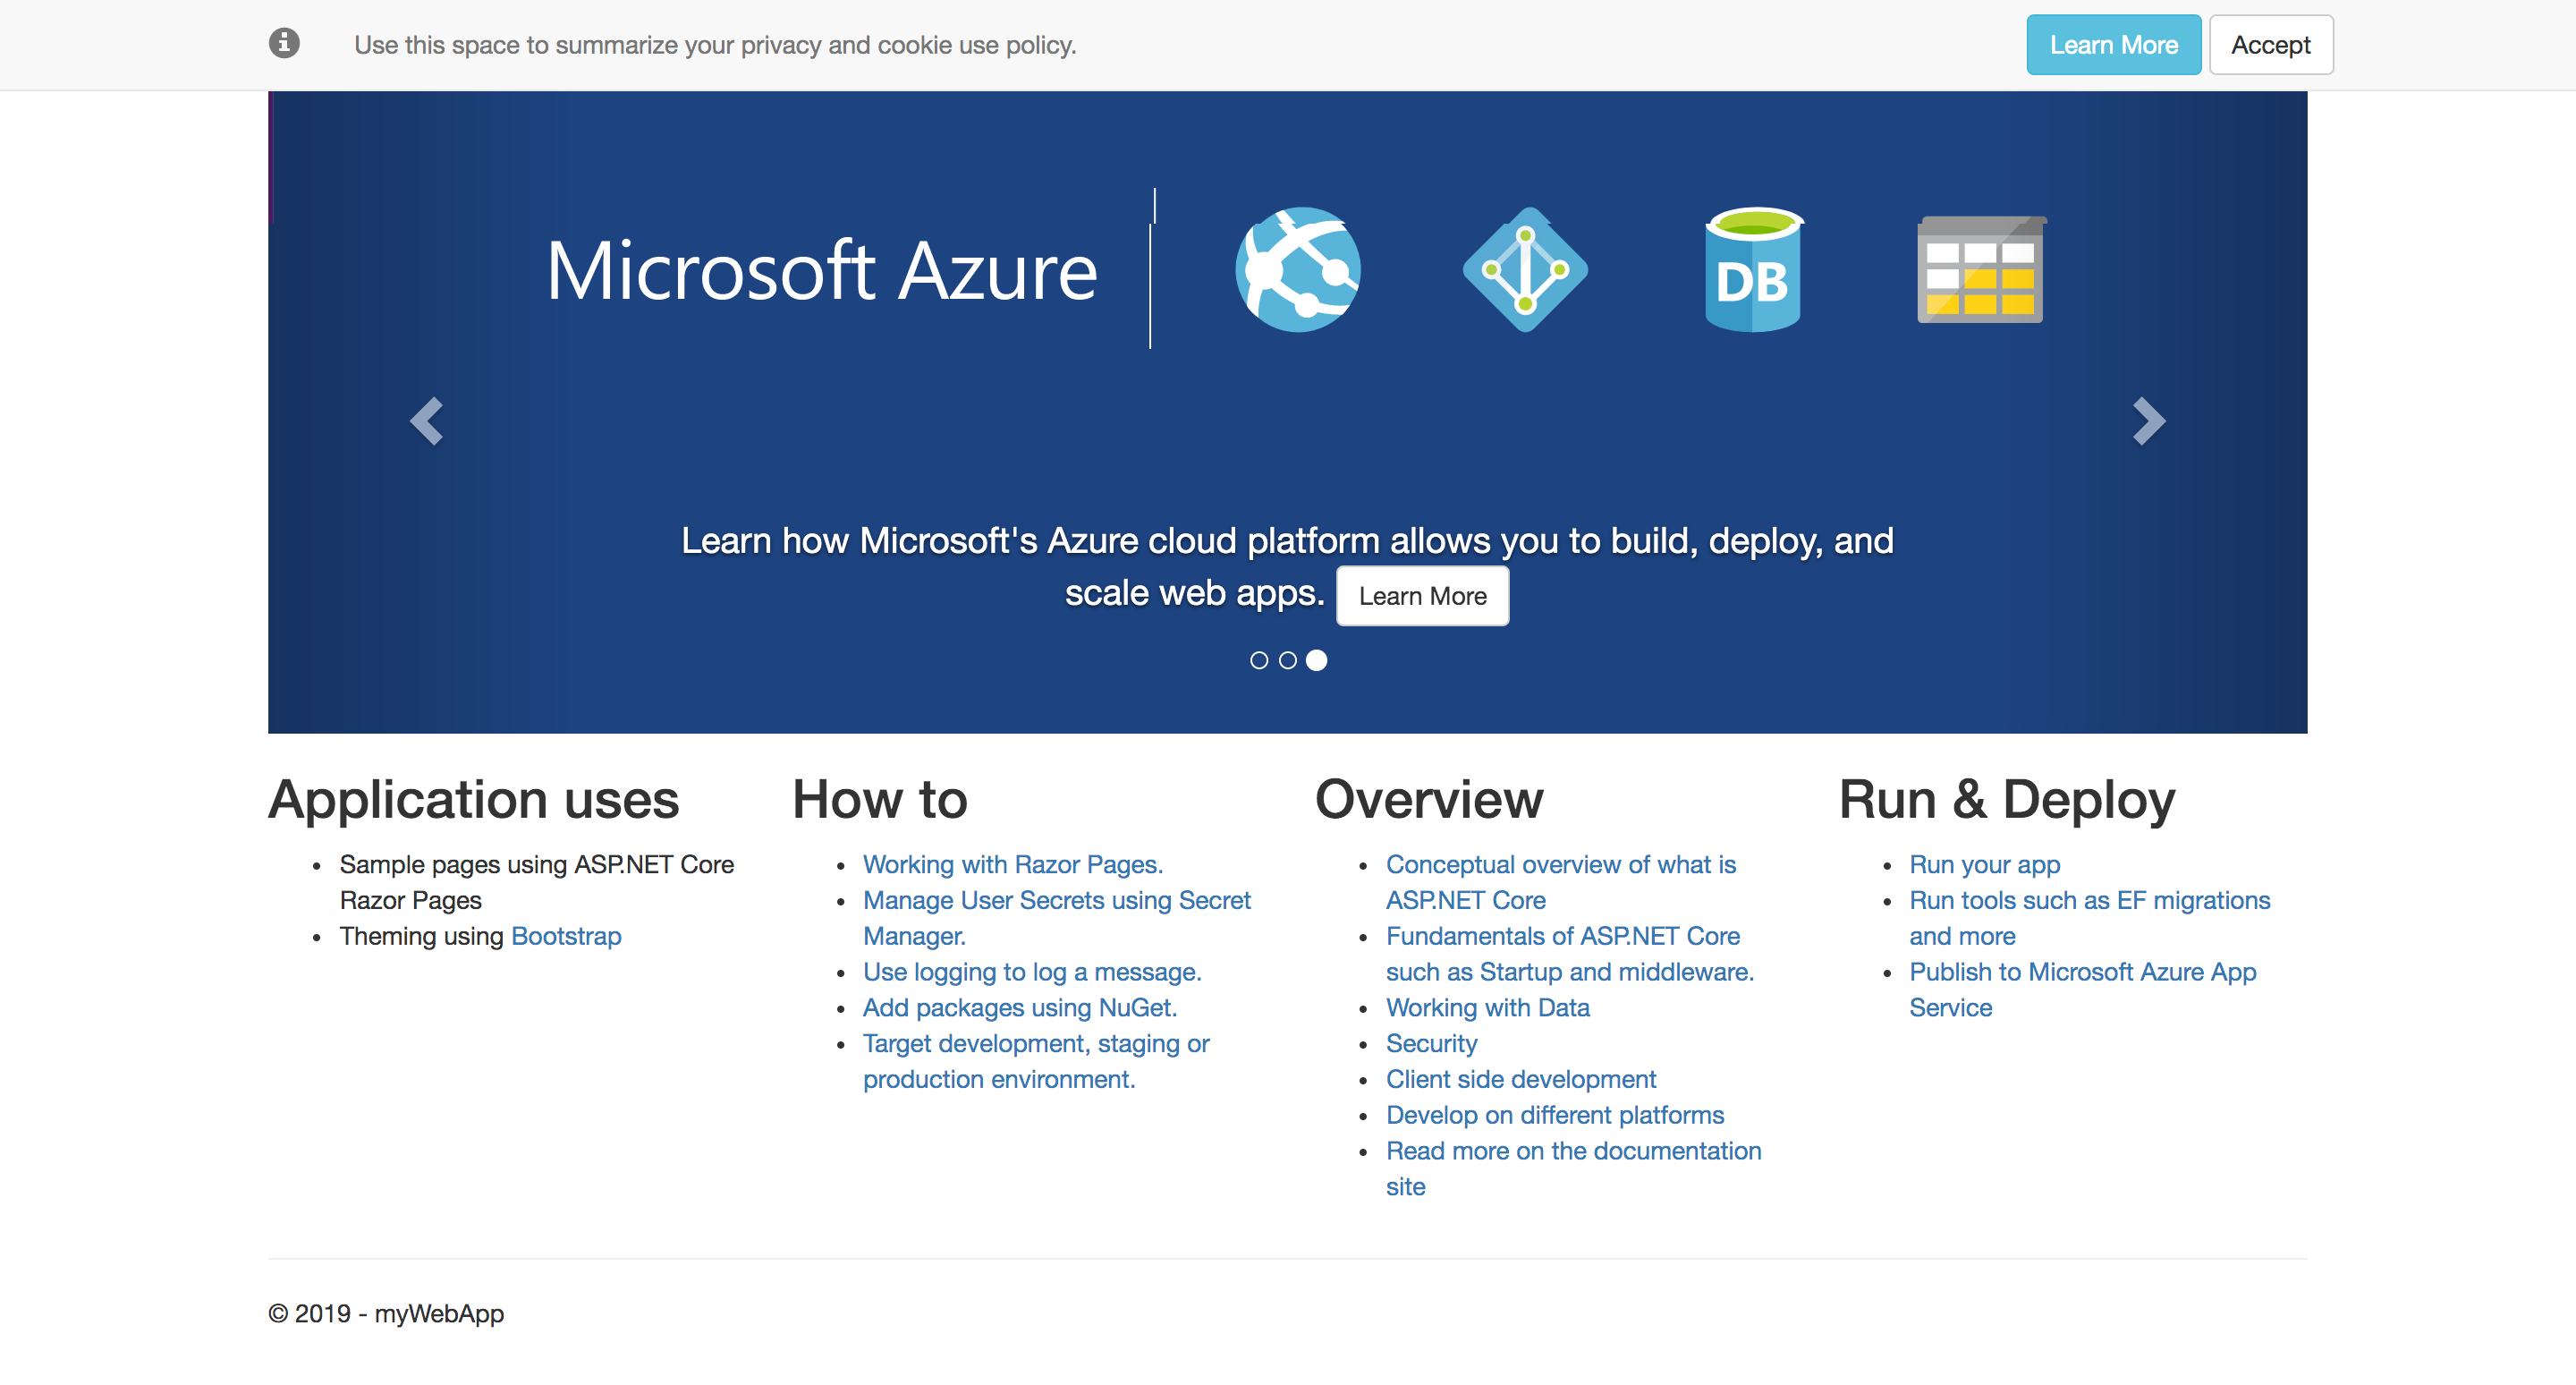 Use this space to summarize your privacy and cookie use policy.
Learn More
Accept
Microsoft Azure
DB
Learn how Microsoft's Azure cloud platform allows you to build, deploy, and
scale web apps. Learn More
Application uses
Sample pages using ASP.NET Core
Razor Pages
Theming using Bootstrap
How to
Working with Razor Pages.
Manage User Secrets using Secret
Manager.
Use logging to log a message.
Add packages using NuGet.
Target development, staging or
production environment.
Overview
Conceptual overview of what is
ASP.NET Core
Fundamentals of ASP.NET Core
such as Startup and middleware.
Working with Data
Security
Client side development
Develop on different platforms
Read more on the documentation
site
Run & Deploy
Run your app
Run tools such as EF migrations
and more
Publish to Microsoft Azure App
Service
© 2019 - myWebApp